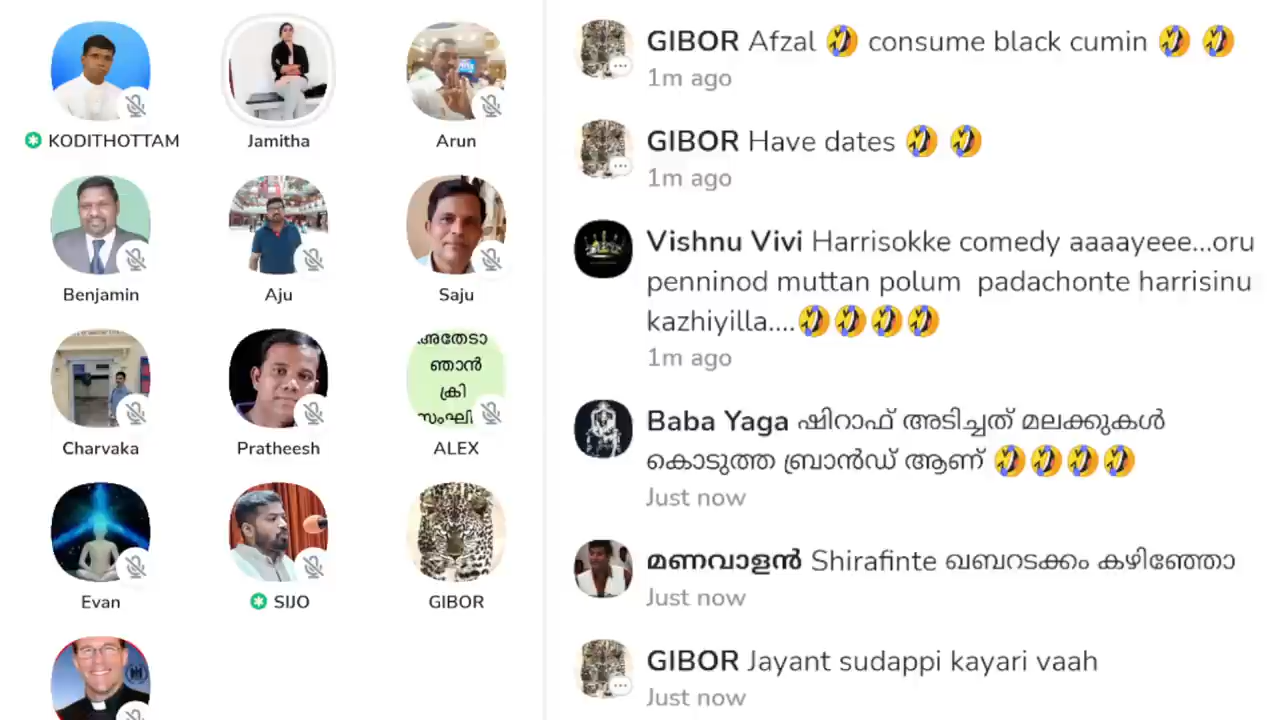 KODITHOTTAM
Jamitha
Arun
Benjamin
Aju
Saju
Charvaka
Pratheesh
അതേടാ
ഞാൻ
ക്രി
സംഘി
ALEX
Evan
SIJO
GIBOR
GIBOR Afzal 🤣 consume black cumin 🤣 🤣
1m ago
GIBOR Have dates 🤣 🤣
1m ago
Vishnu Vivi Harrisokke comedy aaaayeee...oru
penninod muttan polum padachonte harrisinu
kazhiyilla....🤣🤣🤣🤣
1m ago
Baba Yaga ഷിറാഫ് അടിച്ചത് മലക്കുകൾ
കൊടുത്ത ബ്രാൻഡ് ആണ് 🤣🤣🤣🤣
Just now
മണവാളൻ Shirafinte ഖബറടക്കം കഴിഞ്ഞോ
Just now
GIBOR Jayant sudappi kayari vaah
Just now